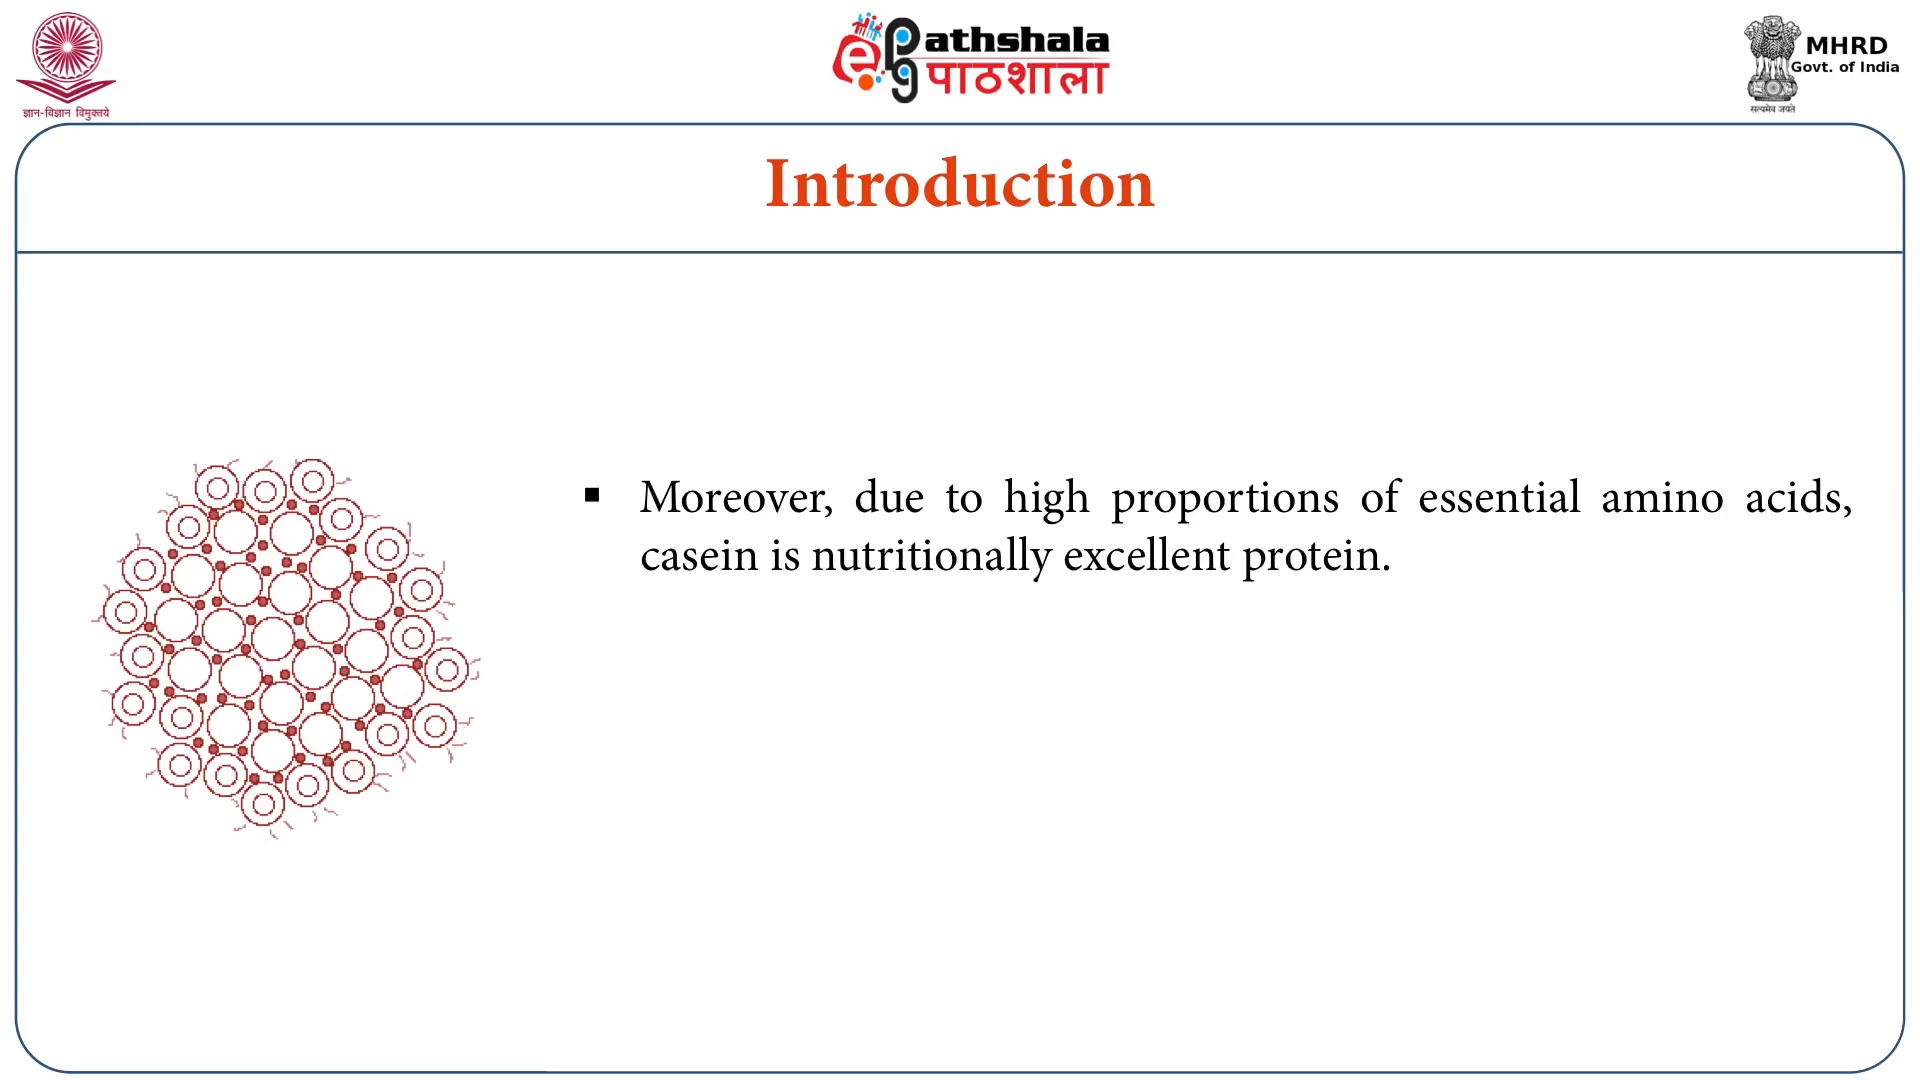 ज्ञान-विज्ञान विमुक्तये
e
pg
athshala
पाठशाला
MHRD
Govt. of India
सत्यमेव जयते
Introduction
▪ Moreover, due to high proportions of essential amino acids,
casein is nutritionally excellent protein.